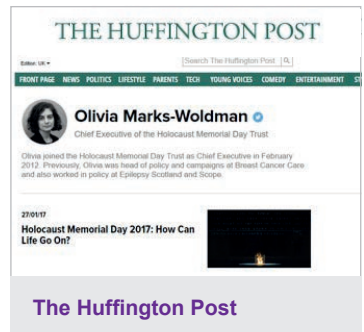 THE HUFFINGTON POST
Edition: UK
Search The Huffington Post
FRONT PAGE NEWS POLITICS LIFESTYLE PARENTS TECH YOUNG VOICES COMEDY ENTERTAINMENT
Olivia Marks-Woldman
Chief Executive of the Holocaust Memorial Day Trust
Olivia joined the Holocaust Memorial Day Trust as Chief Executive in February
2012. Previously, Olivia was head of policy and campaigns at Breast Cancer Care
and also worked in policy at Epilepsy Scotland and Scope.
27/01/17
Holocaust Memorial Day 2017: How Can
Life Go On?
The Huffington Post